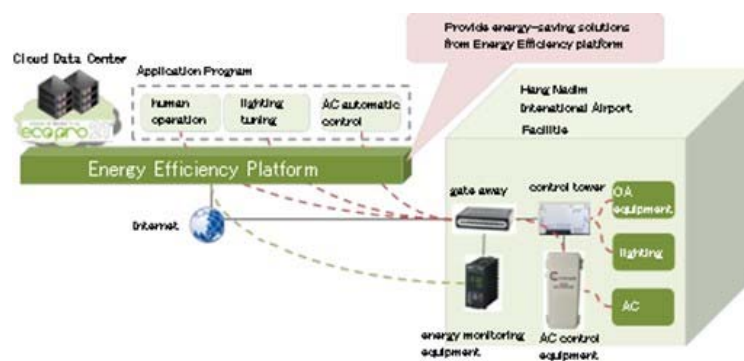 Provide energy-saving solutions
from Energy Efficiency platform
Cloud Data Center
Application Program
human
operation
lighting
tuning
AC automatic
control
ecopro
Energy Efficiency Platform
Internet
Hang Nadim
International Airport
Facilitie
gate away
control tower
OA
equipment
lighting
AC
energy monitoring
equipment
AC control
equipment